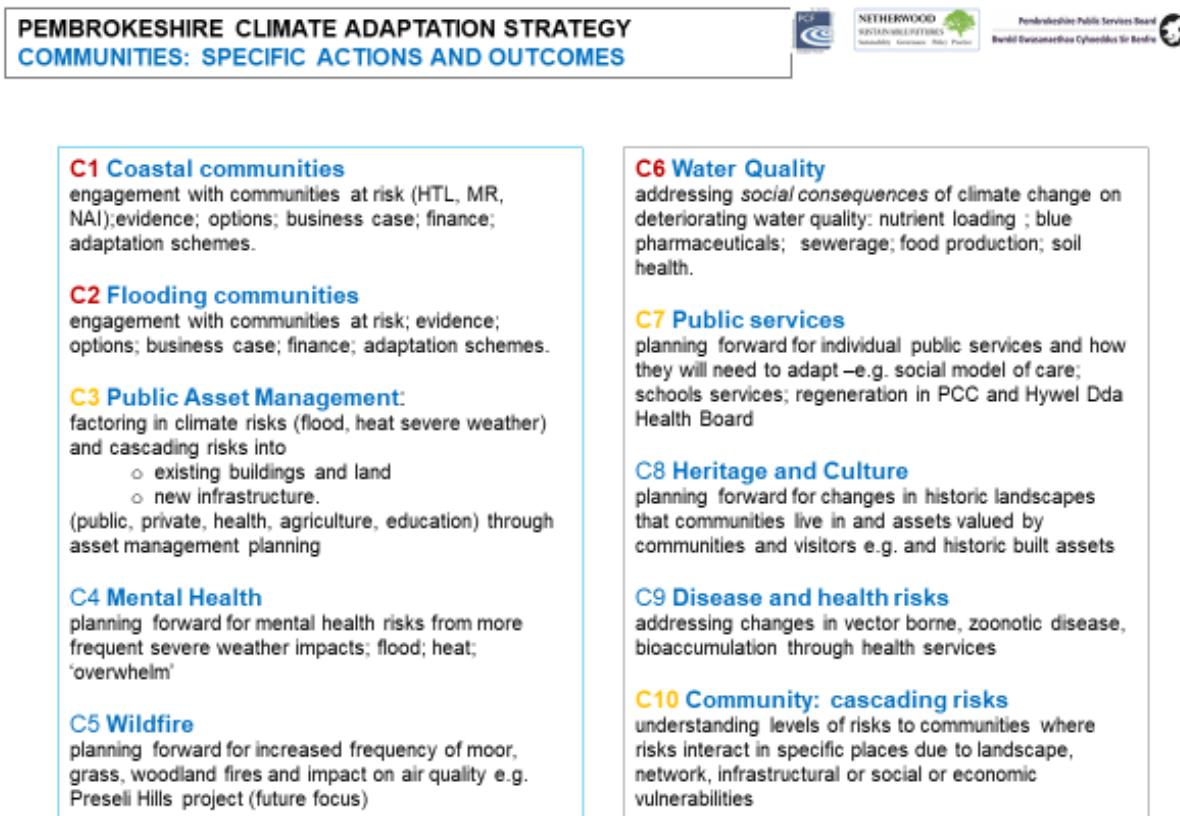 PEMBROKESHIRE CLIMATE ADAPTATION STRATEGY
COMMUNITIES: SPECIFIC ACTIONS AND OUTCOMES
PCF
NETHERWOOD
SUSTAINABLE FUTURES
Sustainability Governance Policy Practice
Pembrokeshire Public Services Board
Bwrdd Gwasanaethau Cyhoeddus Sir Benfro
C1 Coastal communities
engagement with communities at risk (HTL, MR,
NAI);evidence; options; business case; finance;
adaptation schemes.
C2 Flooding communities
engagement with communities at risk; evidence;
options; business case; finance; adaptation schemes.
C3 Public Asset Management:
factoring in climate risks (flood, heat severe weather)
and cascading risks into
o existing buildings and land
o new infrastructure.
(public, private, health, agriculture, education) through
asset management planning
C4 Mental Health
planning forward for mental health risks from more
frequent severe weather impacts; flood; heat;
‘overwhelm’
C5 Wildfire
planning forward for increased frequency of moor,
grass, woodland fires and impact on air quality e.g.
Preseli Hills project (future focus)
C6 Water Quality
addressing social consequences of climate change on
deteriorating water quality: nutrient loading ; blue
pharmaceuticals; sewerage; food production; soil
health.
C7 Public services
planning forward for individual public services and how
they will need to adapt –e.g. social model of care;
schools services; regeneration in PCC and Hywel Dda
Health Board
C8 Heritage and Culture
planning forward for changes in historic landscapes
that communities live in and assets valued by
communities and visitors e.g. and historic built assets
C9 Disease and health risks
addressing changes in vector borne, zoonotic disease,
bioaccumulation through health services
C10 Community: cascading risks
understanding levels of risks to communities where
risks interact in specific places due to landscape,
network, infrastructural or social or economic
vulnerabilities